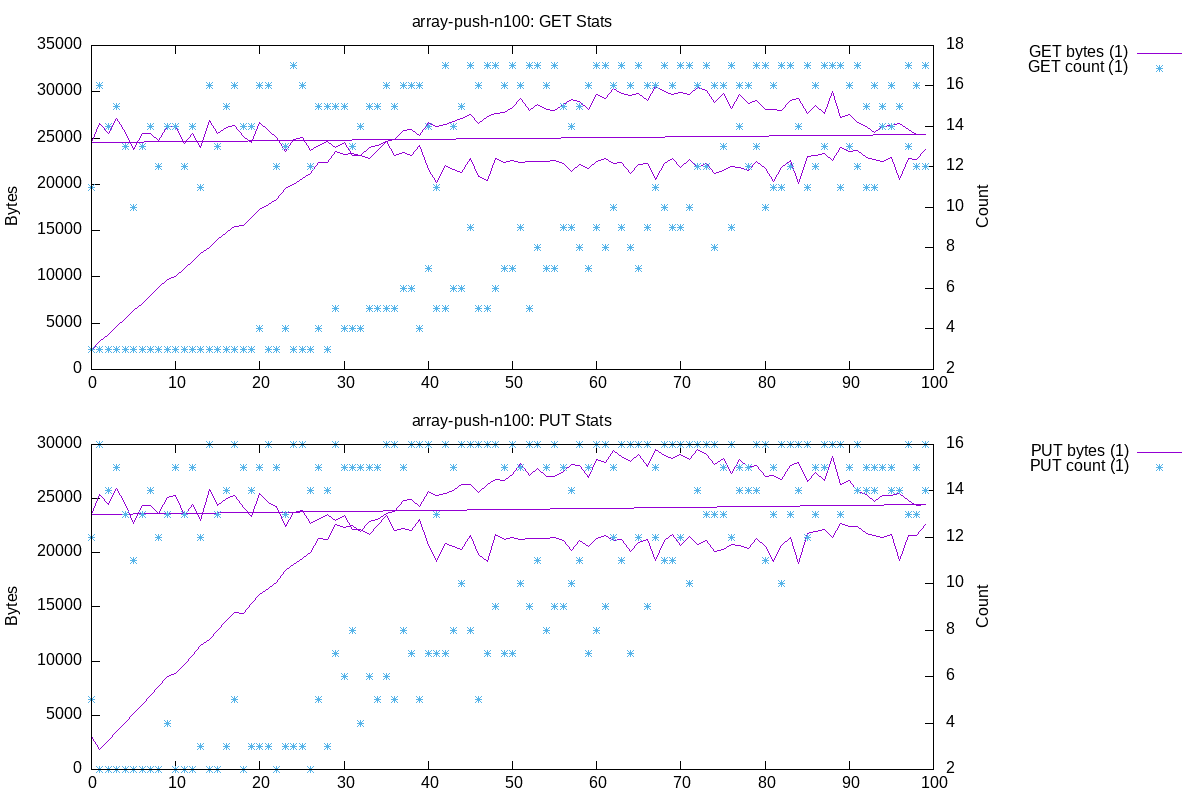 array-push-n100: GET Stats
GET bytes (1)
GET count (1)
35000
30000
25000
20000
15000
10000
5000
0
Bytes
18
16
14
12
10
8
6
4
2
Count
0 10 20 30 40 50 60 70 80 90 100
array-push-n100: PUT Stats
PUT bytes (1)
PUT count (1)
30000
25000
20000
15000
10000
5000
0
Bytes
16
14
12
10
8
6
4
2
Count
0 10 20 30 40 50 60 70 80 90 100